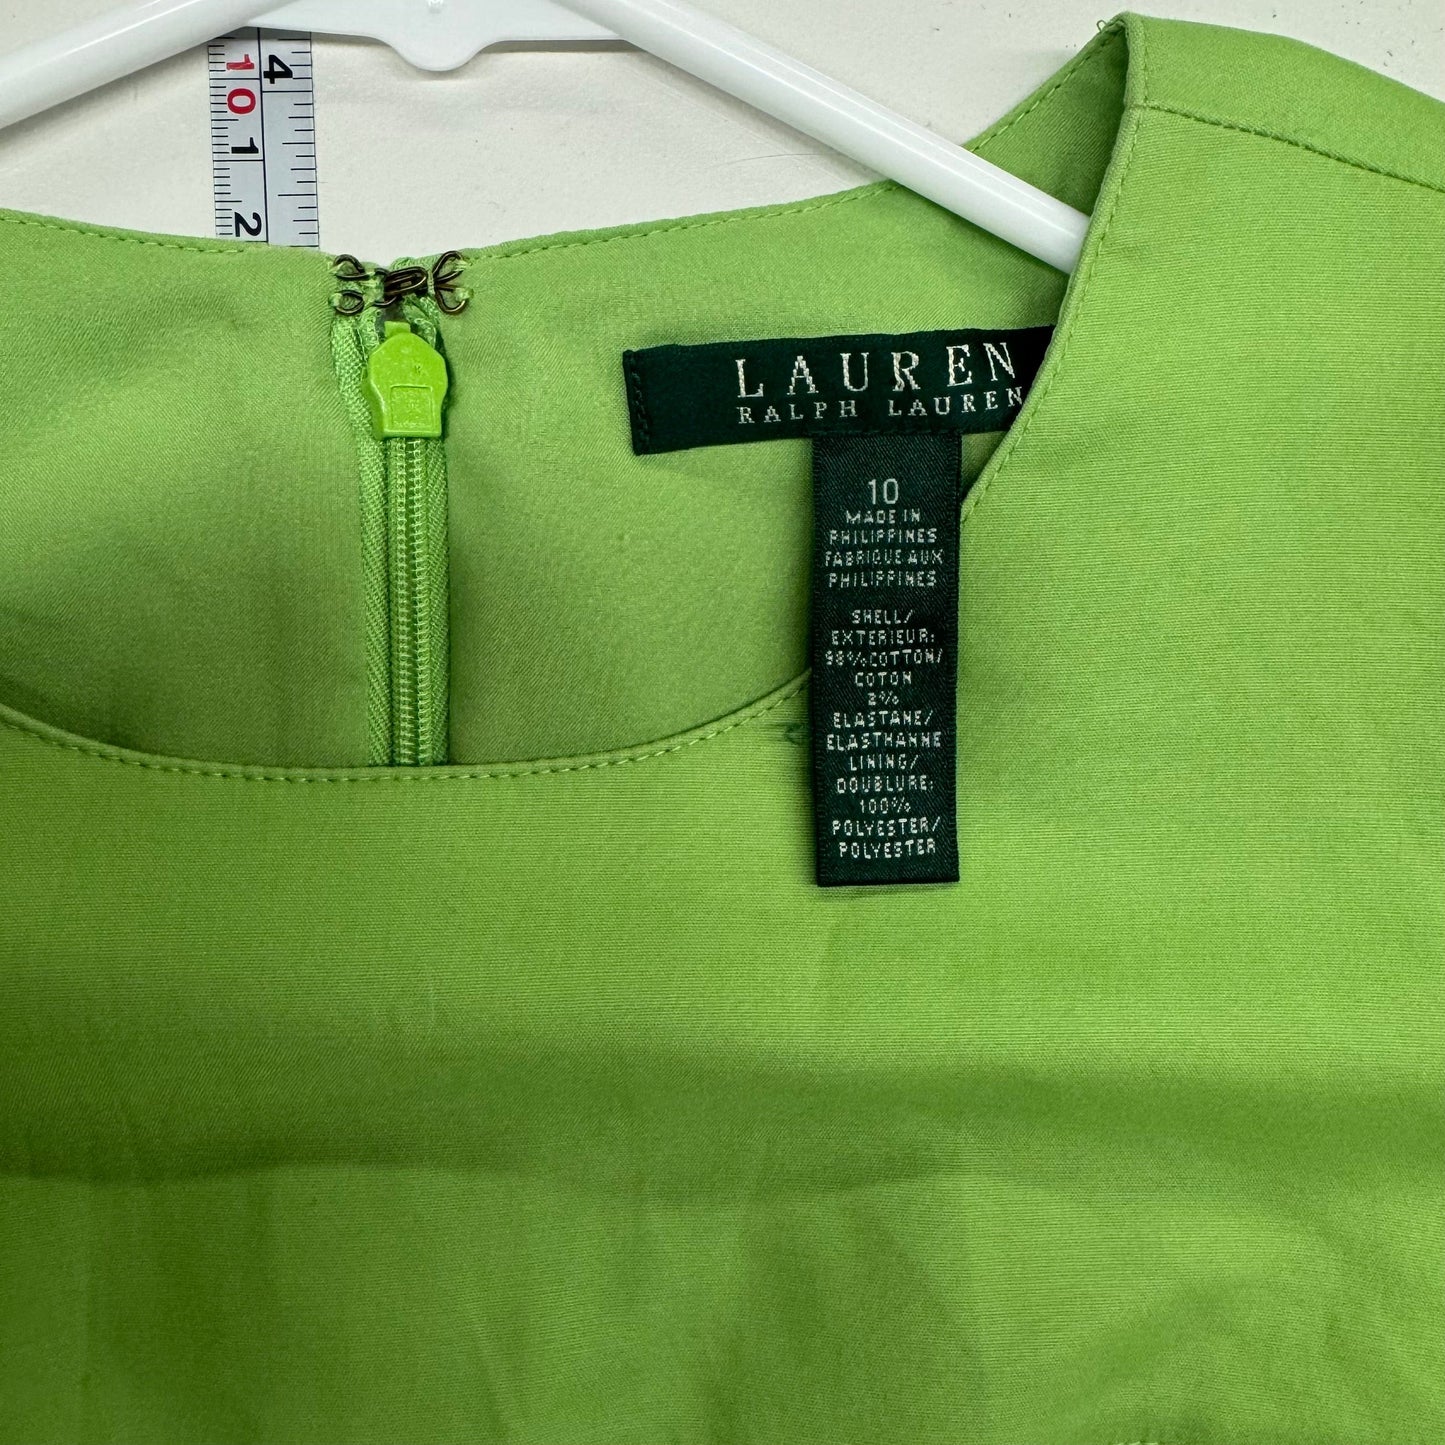 4
10
1
2
LAUREN
RALPH LAUREN
10
MADE IN
PHILIPPINES
FABRIQUE AUX
PHILIPPINES
SHELL/
EXTERIEUR:
98% COTTON/
COTON
2%
ELASTANE/
ELASTHANNE
LINING/
DOUBLURE:
100%
POLYESTER/
POLYESTER